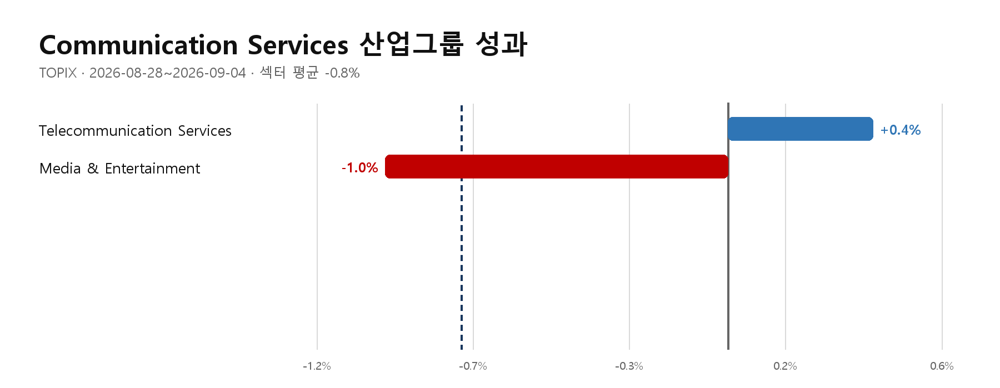 Communication Services 산업그룹 성과
TOPIX · 2026-08-28~2026-09-04 · 섹터 평균 -0.8%
Telecommunication Services
+0.4%
Media & Entertainment
-1.0%
-1.2%
-0.7%
-0.3%
0.2%
0.6%